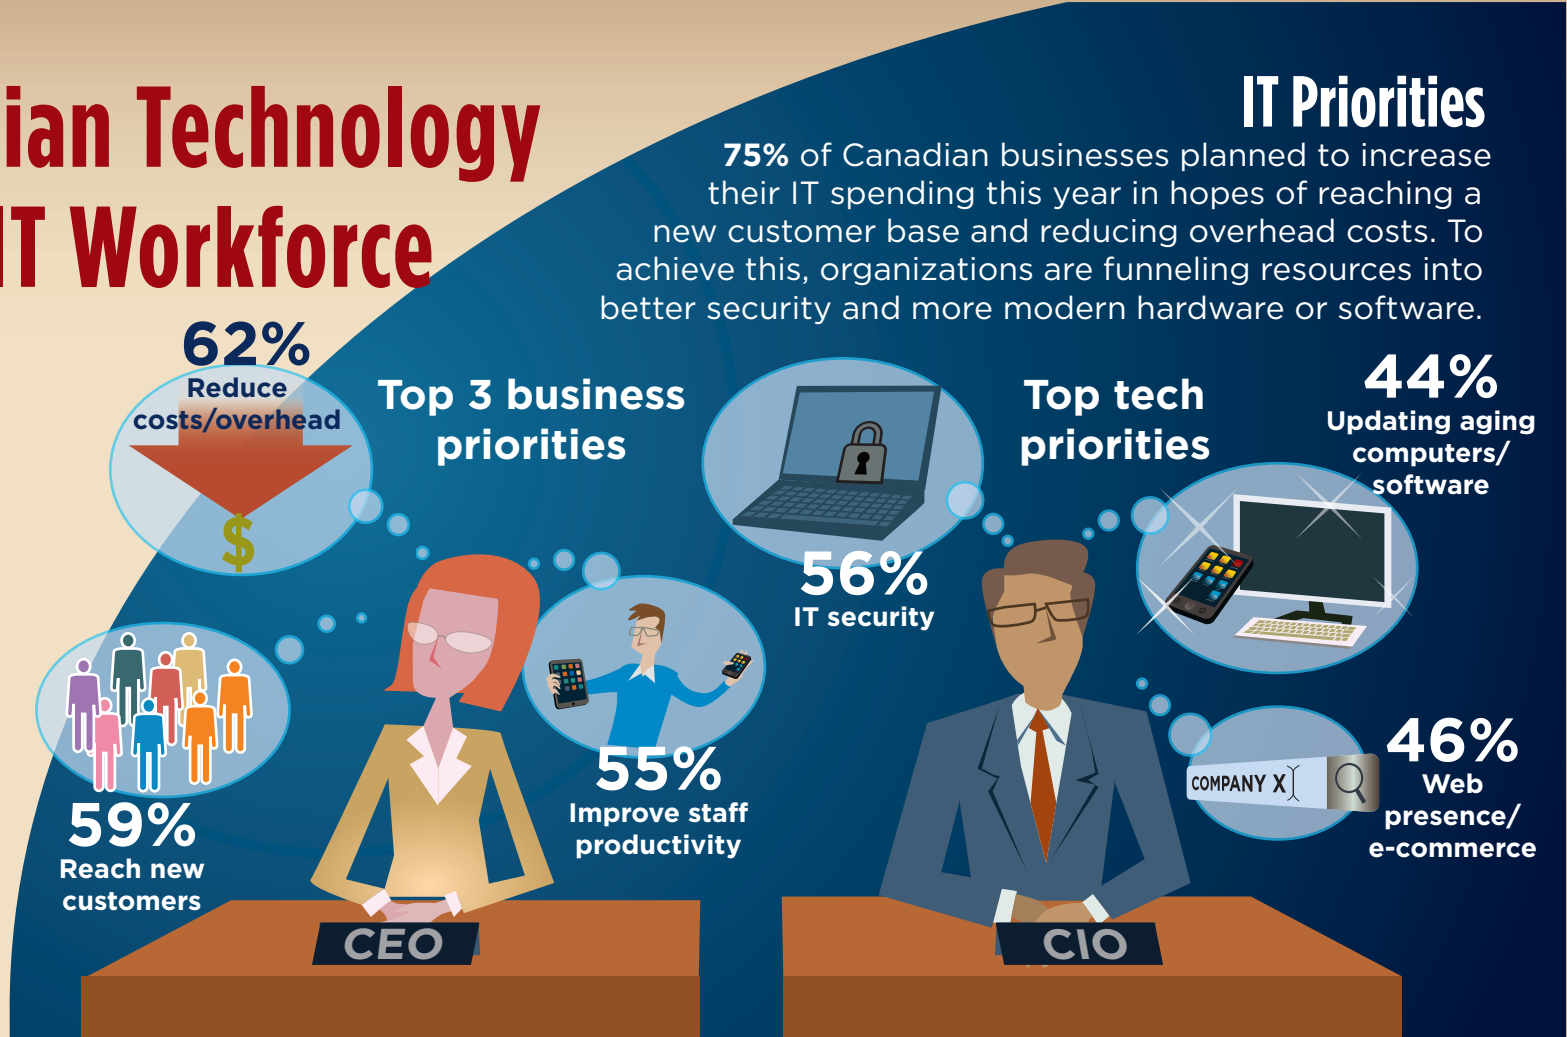 ian Technology
IT Workforce
IT Priorities
75% of Canadian businesses planned to increase
their IT spending this year in hopes of reaching a
new customer base and reducing overhead costs. To
achieve this, organizations are funneling resources into
better security and more modern hardware or software.
62%
Reduce
costs/overhead
$
Top 3 business
priorities
59%
Reach new
customers
55%
Improve staff
productivity
CEO
Top tech
priorities
56%
IT security
44%
Updating aging
computers/
software
COMPANY X
46%
Web
presence/
e-commerce
CIO